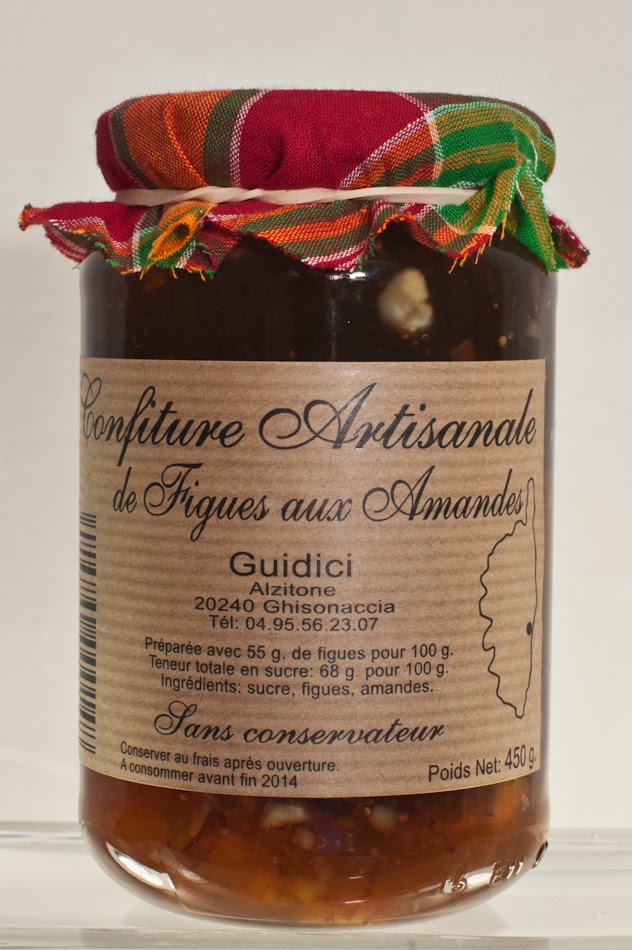 Confiture Artisanale
de Figues aux Amandes
Guidici
Alzitone
20240 Ghisonaccia
Tél: 04.95.56.23.07
Préparée avec 55 g. de figues pour 100 g.
Teneur totale en sucre: 68 g. pour 100 g.
Ingrédients: sucre, figues, amandes.
Sans conservateur
Conserver au frais après ouverture.
A consommer avant fin 2014
Poids Net: 450 g.